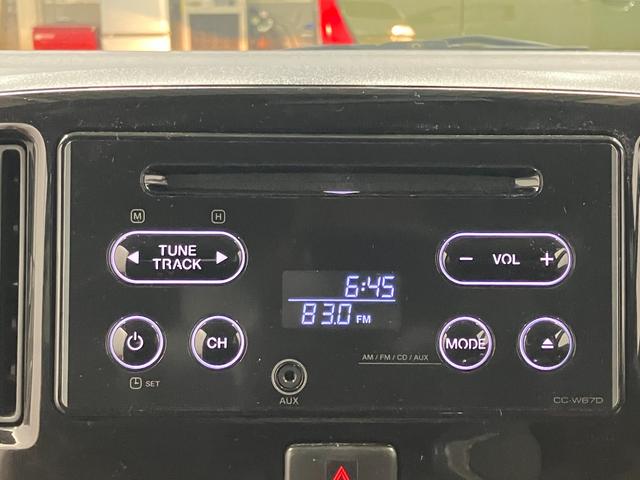 M H
TUNE
TRACK
- VOL +
6:45
83.0 FM
CH
MODE
AM / FM / CD / AUX
SET
AUX
CC-W67D